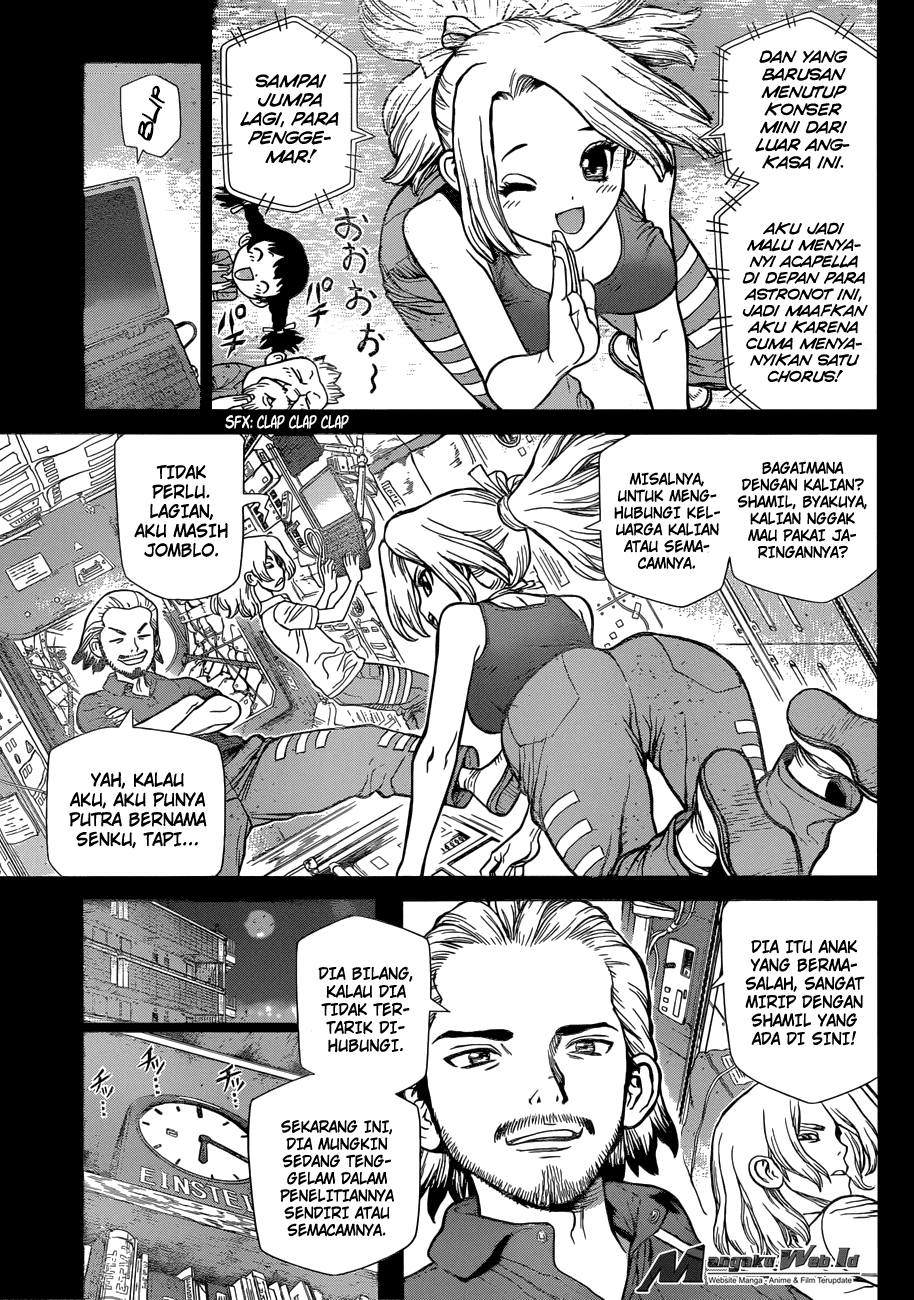 DAN YANG
BARUSAN
MENUTUP
KONSER
MINI DARI
LUAR ANG-
KASA INI.
AKU JADI
MALU MENYA-
NYI ACAPELLA
DI DEPAN PARA
ASTRONOT INI,
JADI MAAFKAN
AKU KARENA
CUMA MENYA-
NYIKAN SATU
CHORUS!
SAMPAI
JUMPA
LAGI, PARA
PENGGE-
MAR!
おおおお~
パチパチ
BLIP
SFX: CLAP CLAP CLAP
BAGAIMANA
DENGAN KALIAN?
SHAMIL, BYAKUYA,
KALIAN NGGAK
MAU PAKAI JA-
RINGANNYA?
MISALNYA,
UNTUK MENG-
HUBUNGI KEL-
UARGA KALIAN
ATAU SEMA-
CAMNYA.
TIDAK
PERLU.
LAGIAN,
AKU MASIH
JOMBLO.
YAH, KALAU
AKU, AKU PUNYA
PUTRA BERNAMA
SENKU, TAPI...
DIA ITU ANAK
YANG BERMA-
SALAH, SANGAT
MIRIP DENGAN
SHAMIL YANG
ADA DI SINI!
DIA BILANG,
KALAU DIA
TIDAK TER-
TARIK DI-
HUBUNGI.
SEKARANG INI,
DIA MUNGKIN
SEDANG TENG-
GELAM DALAM
PENELITIANNYA
SENDIRI ATAU
SEMACAMNYA.
チッ…
チッ…
EINSTEI
Mangaku.Web.Id
Website Manga - Anime & Film Terupdate